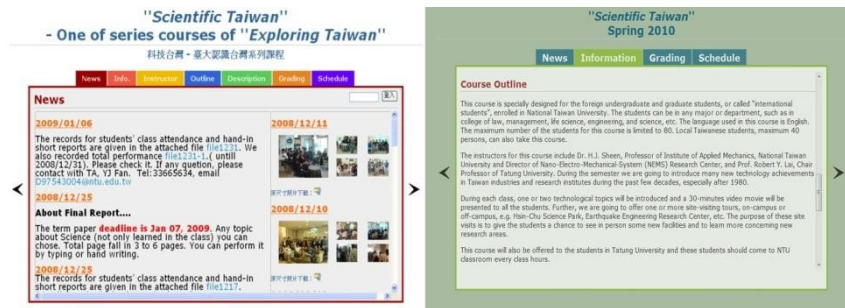 "Scientific Taiwan"
- One of series courses of "Exploring Taiwan"
科技台灣 - 臺大認識台灣系列課程
News Info. Instructor Outline Description Grading Schedule
News
登入
2009/01/06
The records for students' class attendance and hand-in
short reports are given in the attached file file1231. We
also recorded total performance file1231-1.( untill
2008/12/31). Please check it. If any quetion, please
contact with TA, YJ Fan. Tel:33665634, email
D97543004@ntu.edu.tw
2008/12/25
About Final Report....
The term paper deadline is Jan 07, 2009. Any topic
about Science (not only learned in the class) you can
chose. Total page fall in 3 to 6 pages. You can perform it
by typing or hand writing.
2008/12/25
The records for students' class attendance and hand-in
short reports are given in the attached file file1217.
2008/12/11
原尺寸照片下載：
2008/12/10
原尺寸照片下載：
"Scientific Taiwan"
Spring 2010
News Information Grading Schedule
Course Outline
This course is specially designed for the foreign undergraduate and graduate students, or called "international
students", enrolled in National Taiwan University. The students can be in any major or department, such as in
college of law, management, life science, engineering, and science, etc. The language used in this course is English.
The maximum number of the students for this course is limited to 80. Local Taiwanese students, maximum 40
persons, can also take this course.
The instructors for this course include Dr. H.J. Sheen, Professor of Institute of Applied Mechanics, National Taiwan
University and Director of Nano-Electro-Mechanical-System (NEMS) Research Center, and Prof. Robert Y. Lai, Chair
Professor of Tatung University. During the semester we are going to introduce many new technology achievements
in Taiwan industries and research institutes during the past few decades, especially after 1980.
During each class, one or two technological topics will be introduced and a 30-minutes video movie will be
presented to all the students. Further, we are going to offer one or more site-visiting tours, on-campus or
off-campus, e.g. Hsin-Chu Science Park, Earthquake Engineering Research Center, etc. The purpose of these site
visits is to give the students a chance to see in person some new facilities and to learn more concerning new
research areas.
This course will also be offered to the students in Tatung University and these students should come to NTU
classroom every class hours.